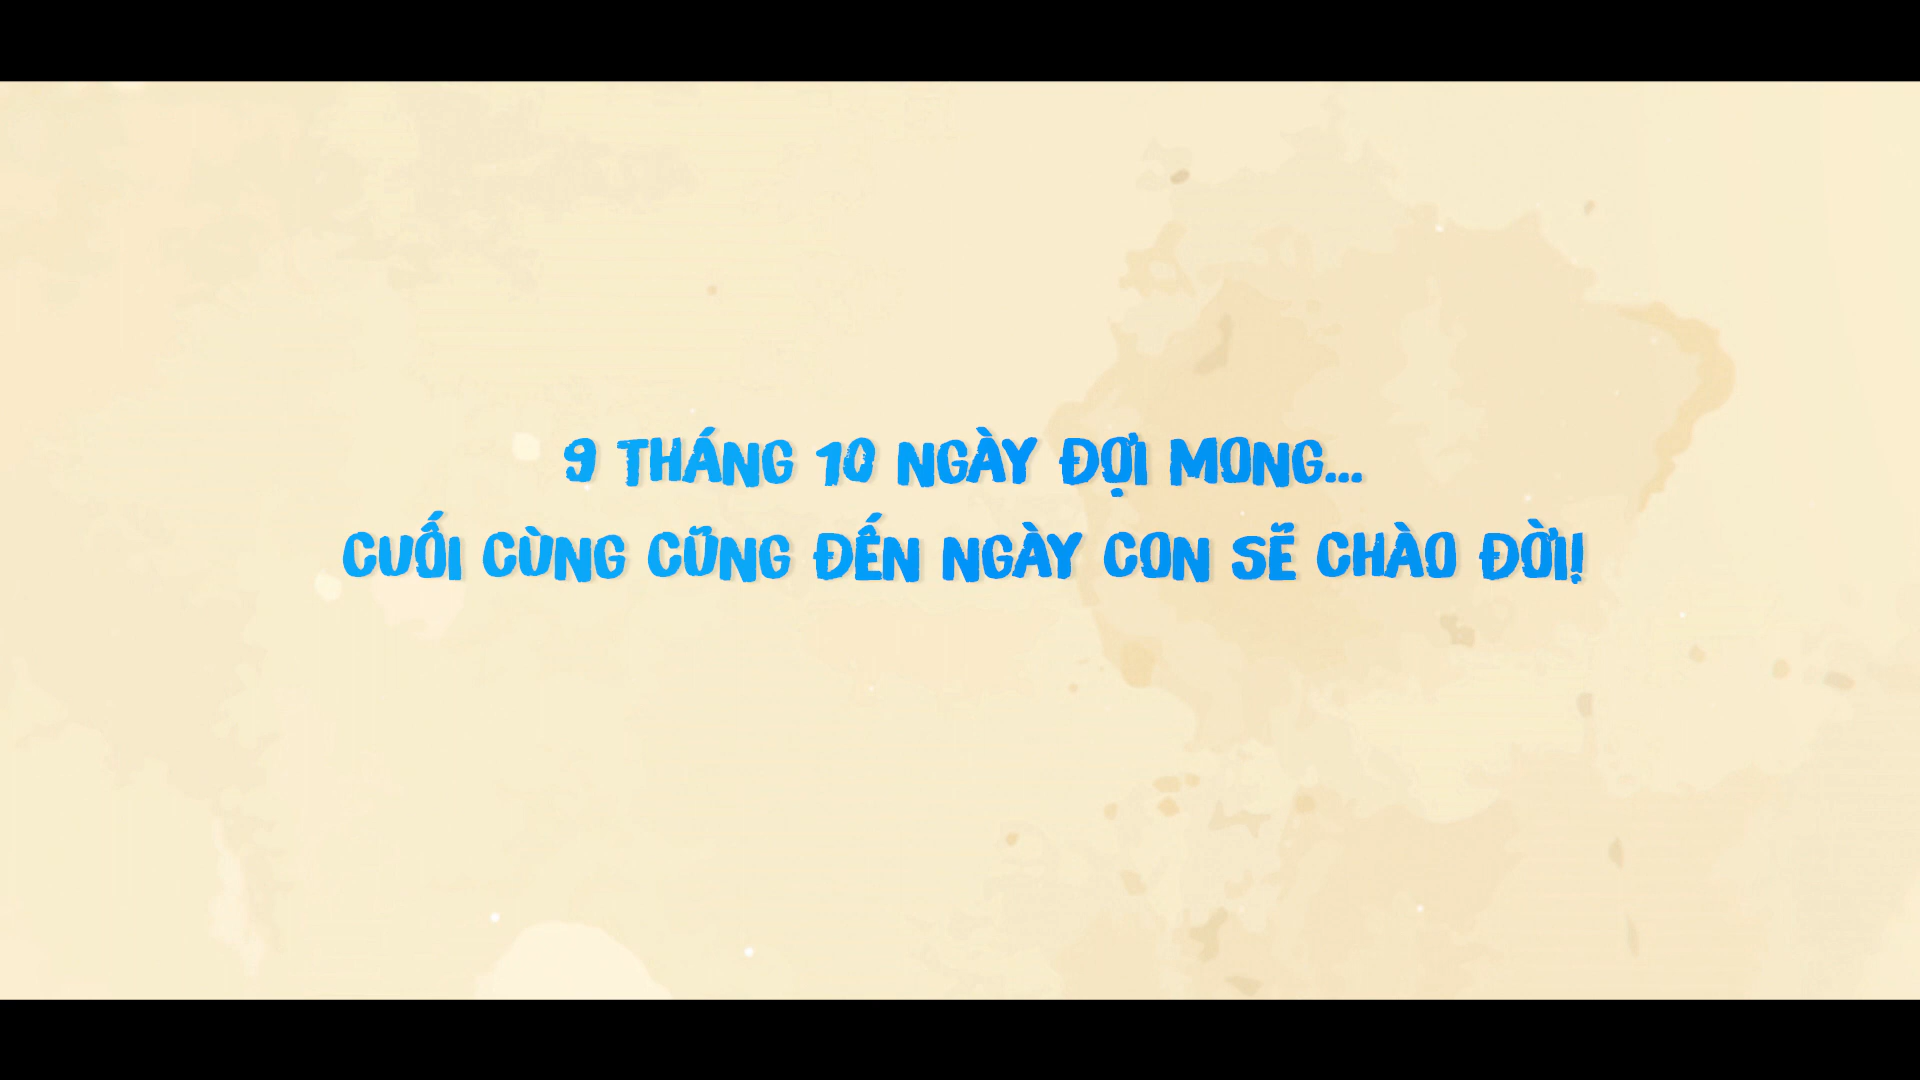 9 THÁNG 10 NGÀY ĐỢI MONG...
CUỐI CÙNG CŨNG ĐẾN NGÀY CON SẼ CHÀO ĐỜI!